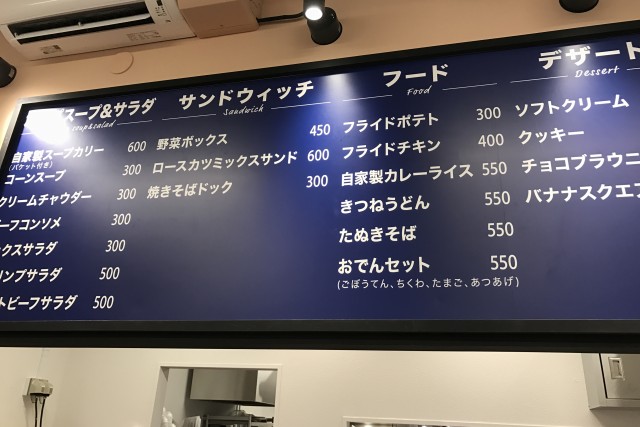 スープ&サラダ
soup&salad
自家製スープカリー 600
(バケット付き)
コーンスープ 300
クリームチャウダー 300
ーフコンソメ 300
ックスサラダ 300
リンプサラダ 500
トビーフサラダ 500
サンドウィッチ
Sandwich
野菜ボックス 450
ロースカツミックスサンド 600
焼きそばドック 300
フード
Food
フライドポテト 300
フライドチキン 400
自家製カレーライス 550
きつねうどん 550
たぬきそば 550
おでんセット 550
(ごぼうてん、ちくわ、たまご、あつあげ)
デザート
Dessert
ソフトクリーム
クッキー
チョコブラウニ
バナナスクエア